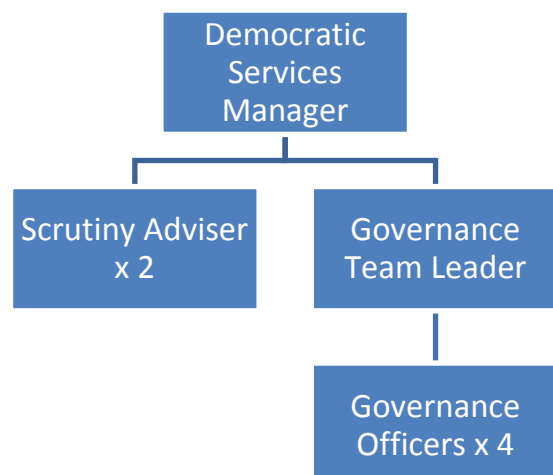 Democratic
Services
Manager
Scrutiny Adviser
x 2
Governance
Team Leader
Governance
Officers x 4